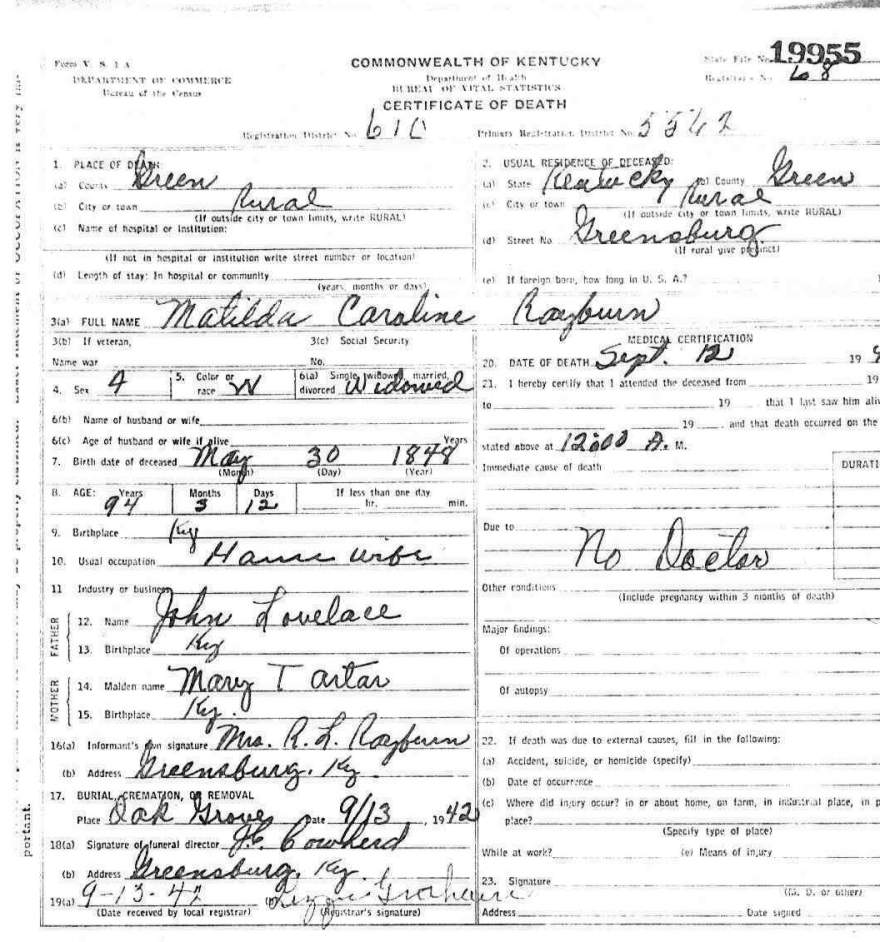 Form V. S. 1 A
DEPARTMENT OF COMMERCE
Bureau of the Census
COMMONWEALTH OF KENTUCKY
Department of Health
BUREAU OF VITAL STATISTICS
CERTIFICATE OF DEATH
State File No. 19955
Registrar's No. 68
Registration District No. 610
Primary Registration District No. 5562
1. PLACE OF DEATH:
(a) County Green
(b) City or town Rural
(If outside city or town limits, write RURAL)
(c) Name of hospital or institution:
(If not in hospital or institution write street number or location)
(d) Length of stay: In hospital or community
(years, months or days)
2. USUAL RESIDENCE OF DECEASED:
(a) State Kentucky (b) County Green
(c) City or town Rural
(If outside city or town limits, write RURAL)
(d) Street No. Greensburg
(If rural give precinct)
(e) If foreign born, how long in U. S. A.?
3(a) FULL NAME Matilda Caroline Rayburn
3(b) If veteran, 3(c) Social Security
Name war No.
4. Sex 4 5. Color or race W 6(a) Single, widowed, married, divorced Widowed
6(b) Name of husband or wife
6(c) Age of husband or wife if alive Years
7. Birth date of deceased May 30 1848
(Month) (Day) (Year)
8. AGE: Years Months Days If less than one day
94 3 12 hr. min.
9. Birthplace Ky
10. Usual occupation House wife
11 Industry or business
FATHER
12. Name John Lovelace
13. Birthplace Ky
MOTHER
14. Maiden name Mary Tartar
15. Birthplace Ky.
16(a) Informant's own signature Mrs. R. L. Rayburn
(b) Address Greensburg, Ky.
17. BURIAL, CREMATION, OR REMOVAL
Place Oak Grove Date 9/13, 1942
18(a) Signature of funeral director J.C. Cowherd
(b) Address Greensburg, Ky.
19(a) 9-13-42 (b)
(Date received by local registrar) (Registrar's signature)
MEDICAL CERTIFICATION
20. DATE OF DEATH Sept. 12 19
21. I hereby certify that I attended the deceased from 19
to 19 that I last saw him aliv
19 and that death occurred on the
stated above at 12:00 A. M.
Immediate cause of death DURATI
Due to
No Doctor
Other conditions
(Include pregnancy within 3 months of death)
Major findings:
Of operations
Of autopsy
22. If death was due to external causes, fill in the following:
(a) Accident, suicide, or homicide (specify)
(b) Date of occurrence
(c) Where did injury occur? in or about home, on farm, in industrial place, in p
place?
(Specify type of place)
While at work? (e) Means of injury
23. Signature
(M. D. or other)
Address Date signed
portant.